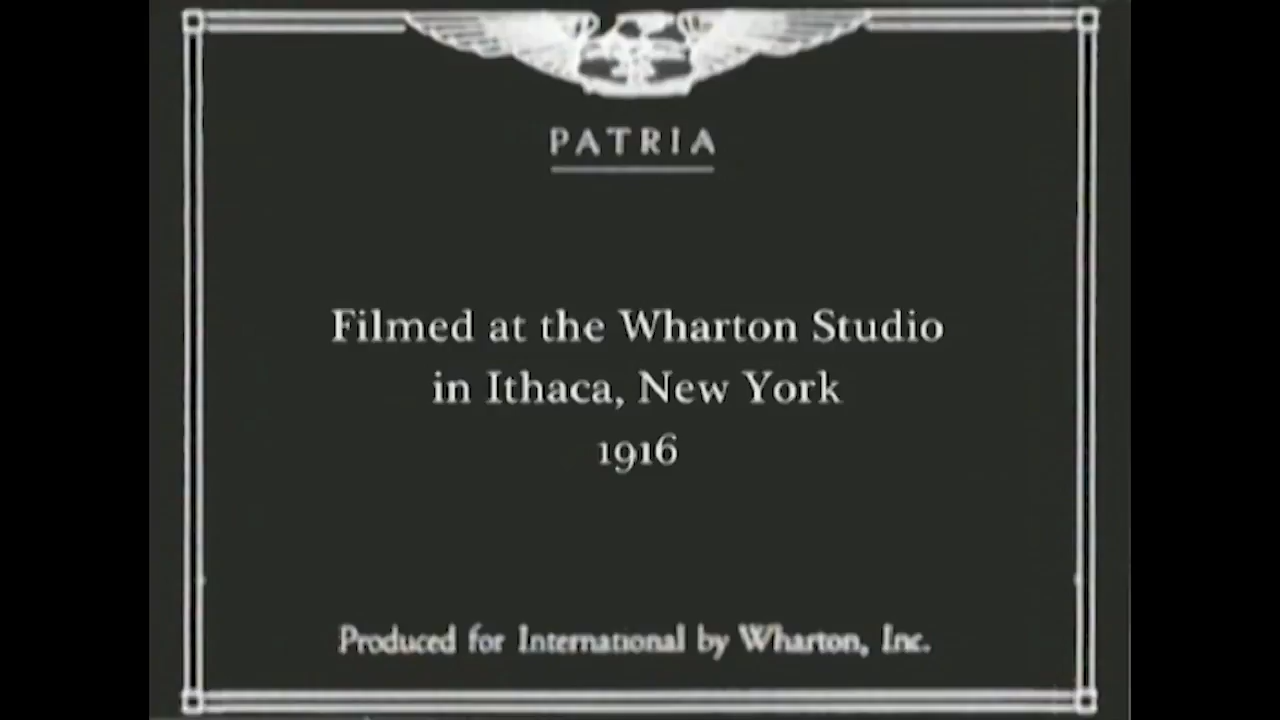 PATRIA
Filmed at the Wharton Studio
in Ithaca, New York
1916
Produced for International by Wharton, Inc.